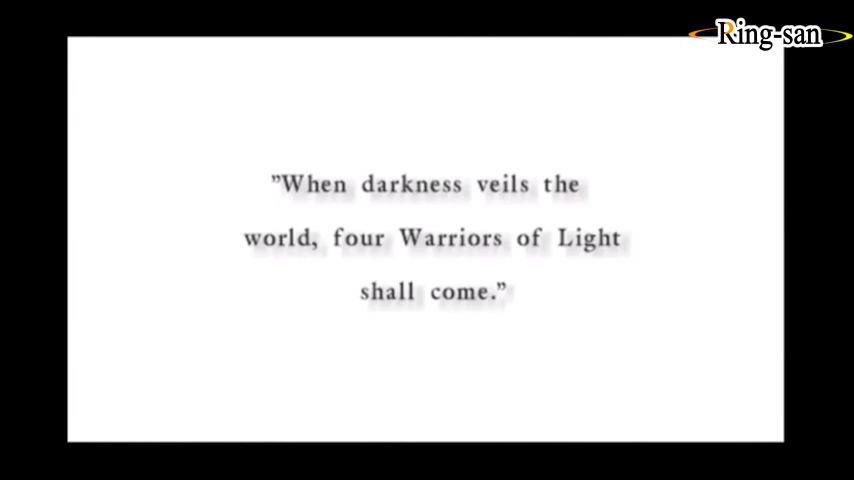 Ring-san
”When darkness veils the
world, four Warriors of Light
shall come.”